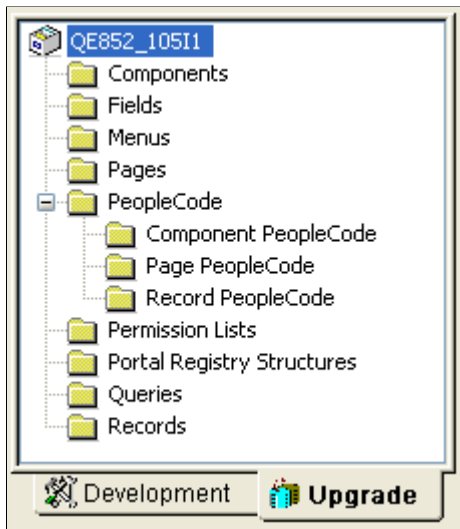 QE852_105I1
Components
Fields
Menus
Pages
PeopleCode
Component PeopleCode
Page PeopleCode
Record PeopleCode
Permission Lists
Portal Registry Structures
Queries
Records
Development
Upgrade